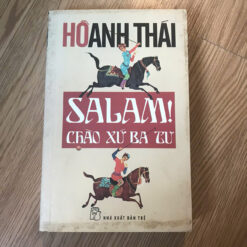 HỒ ANH THÁI
SALAM!
CHÀO XỨ BA TƯ
NHÀ XUẤT BẢN TRẺ